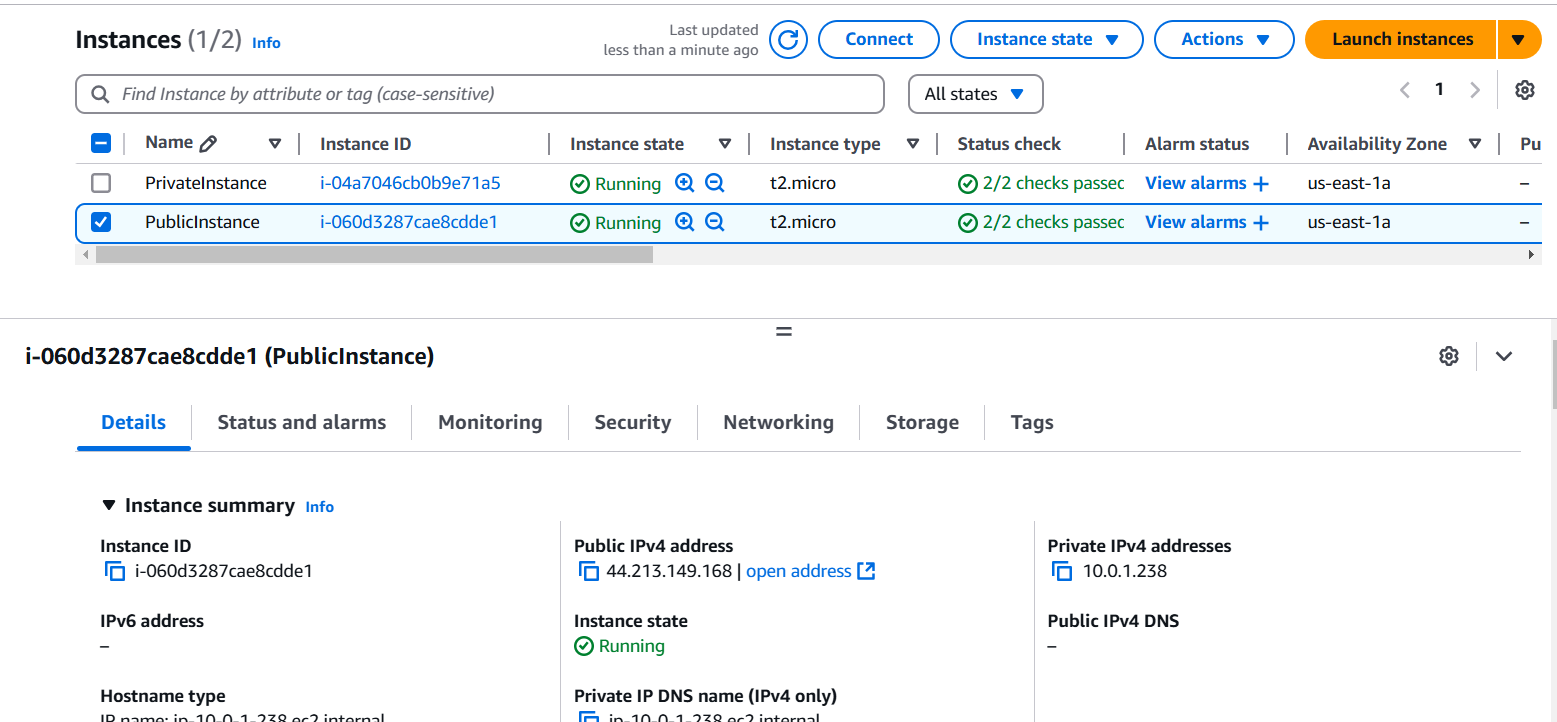 Instances (1/2) Info
Last updated
less than a minute ago
Connect
Instance state
Actions
Launch instances
Find Instance by attribute or tag (case-sensitive)
All states
1
Name Instance ID Instance state Instance type Status check Alarm status Availability Zone Pu
PrivateInstance i-04a7046cb0b9e71a5 Running t2.micro 2/2 checks passec View alarms + us-east-1a –
PublicInstance i-060d3287cae8cdde1 Running t2.micro 2/2 checks passec View alarms + us-east-1a –
i-060d3287cae8cdde1 (PublicInstance)
Details Status and alarms Monitoring Security Networking Storage Tags
Instance summary Info
Instance ID Public IPv4 address Private IPv4 addresses
i-060d3287cae8cdde1 44.213.149.168 | open address 10.0.1.238
IPv6 address Instance state Public IPv4 DNS
– Running –
Hostname type Private IP DNS name (IPv4 only)
IP name: ip-10-0-1-238.ec2.internal ip-10-0-1-238.ec2.internal